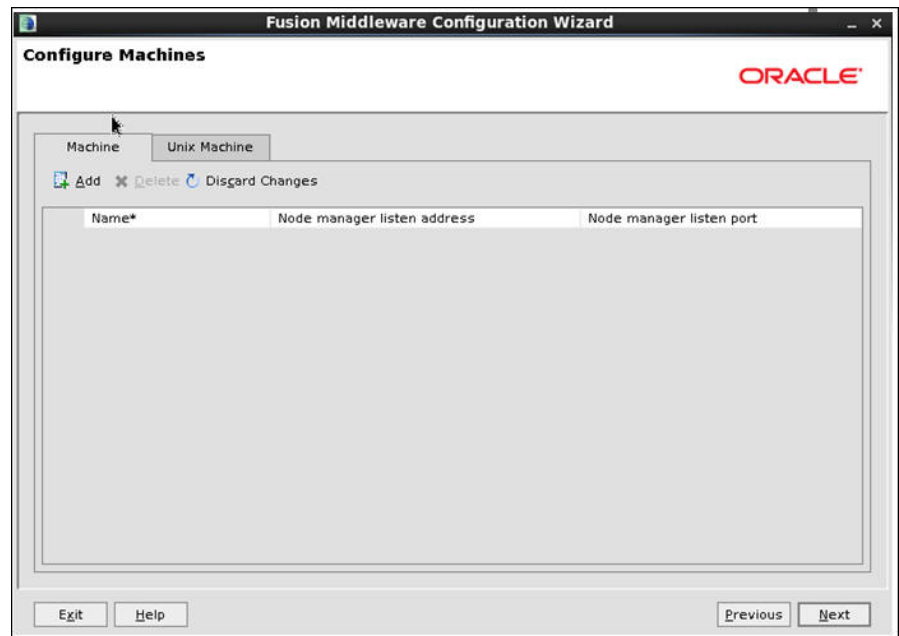 Fusion Middleware Configuration Wizard
Configure Machines
ORACLE
Machine Unix Machine
Add Delete Discard Changes
Name* Node manager listen address Node manager listen port
Exit Help Previous Next